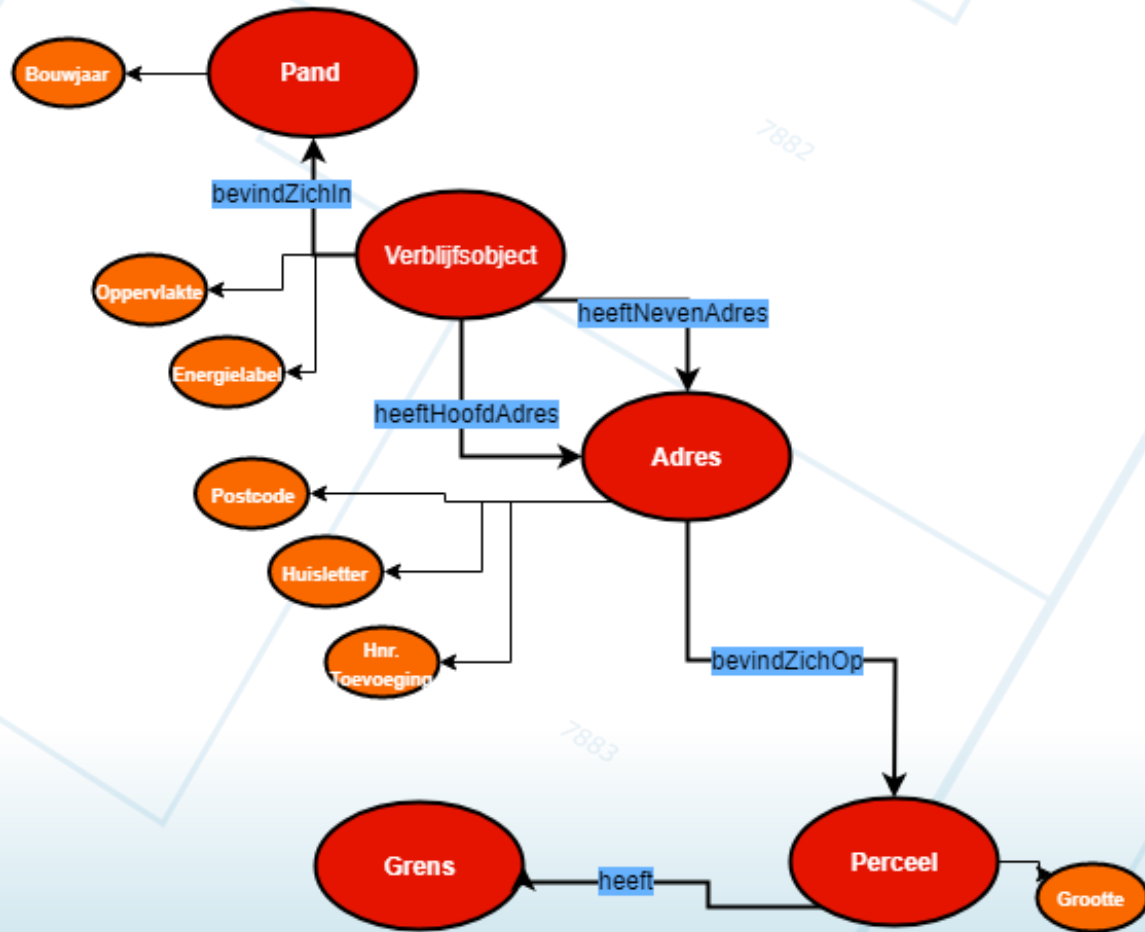 Pand
Bouwjaar
7882
bevindZichIn
Verblijfsobject
Oppervlakte
heeftNevenAdres
Energielabel
heeftHoofdAdres
Adres
Postcode
Huisletter
Hnr.
Toevoeging
bevindZichOp
7883
Grens
Perceel
heeft
Grootte